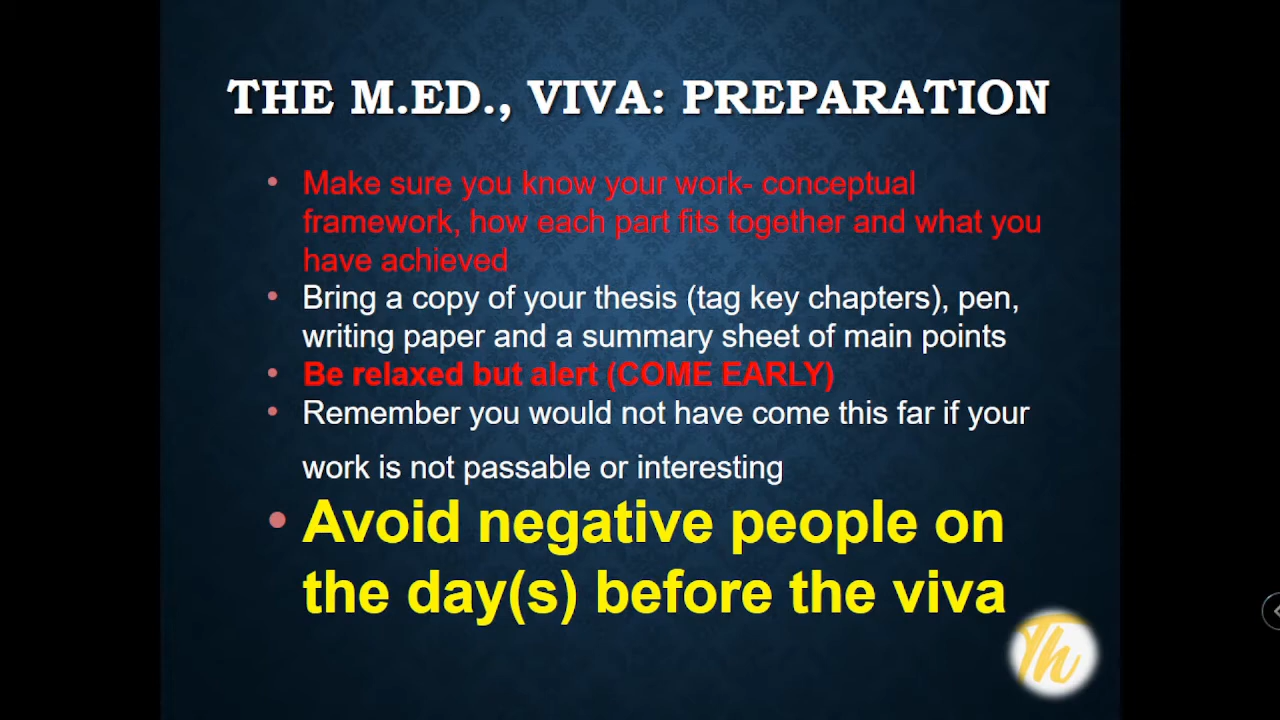 THE M.ED., VIVA: PREPARATION
• Make sure you know your work- conceptual
framework, how each part fits together and what you
have achieved
• Bring a copy of your thesis (tag key chapters), pen,
writing paper and a summary sheet of main points
• Be relaxed but alert (COME EARLY)
• Remember you would not have come this far if your
work is not passable or interesting
• Avoid negative people on
the day(s) before the viva
Th